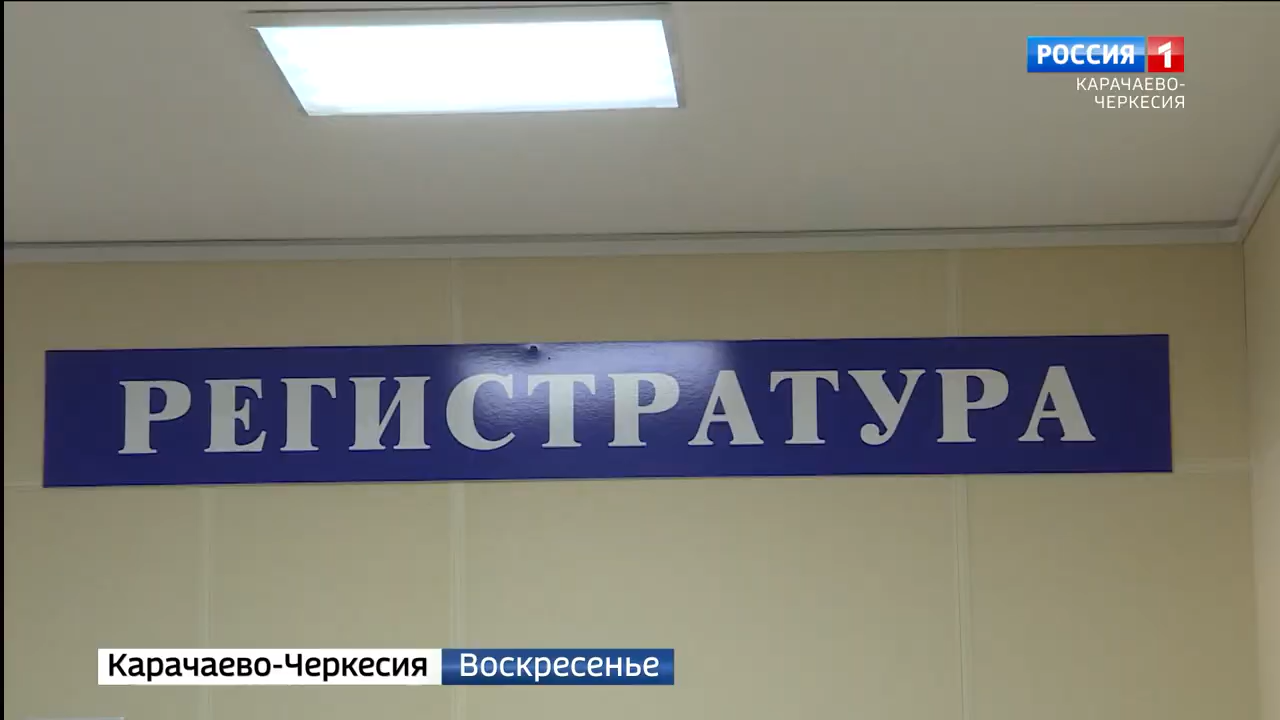 РОССИЯ 1
КАРАЧАЕВО-
ЧЕРКЕСИЯ
РЕГИСТРАТУРА
Карачаево-Черкесия Воскресенье